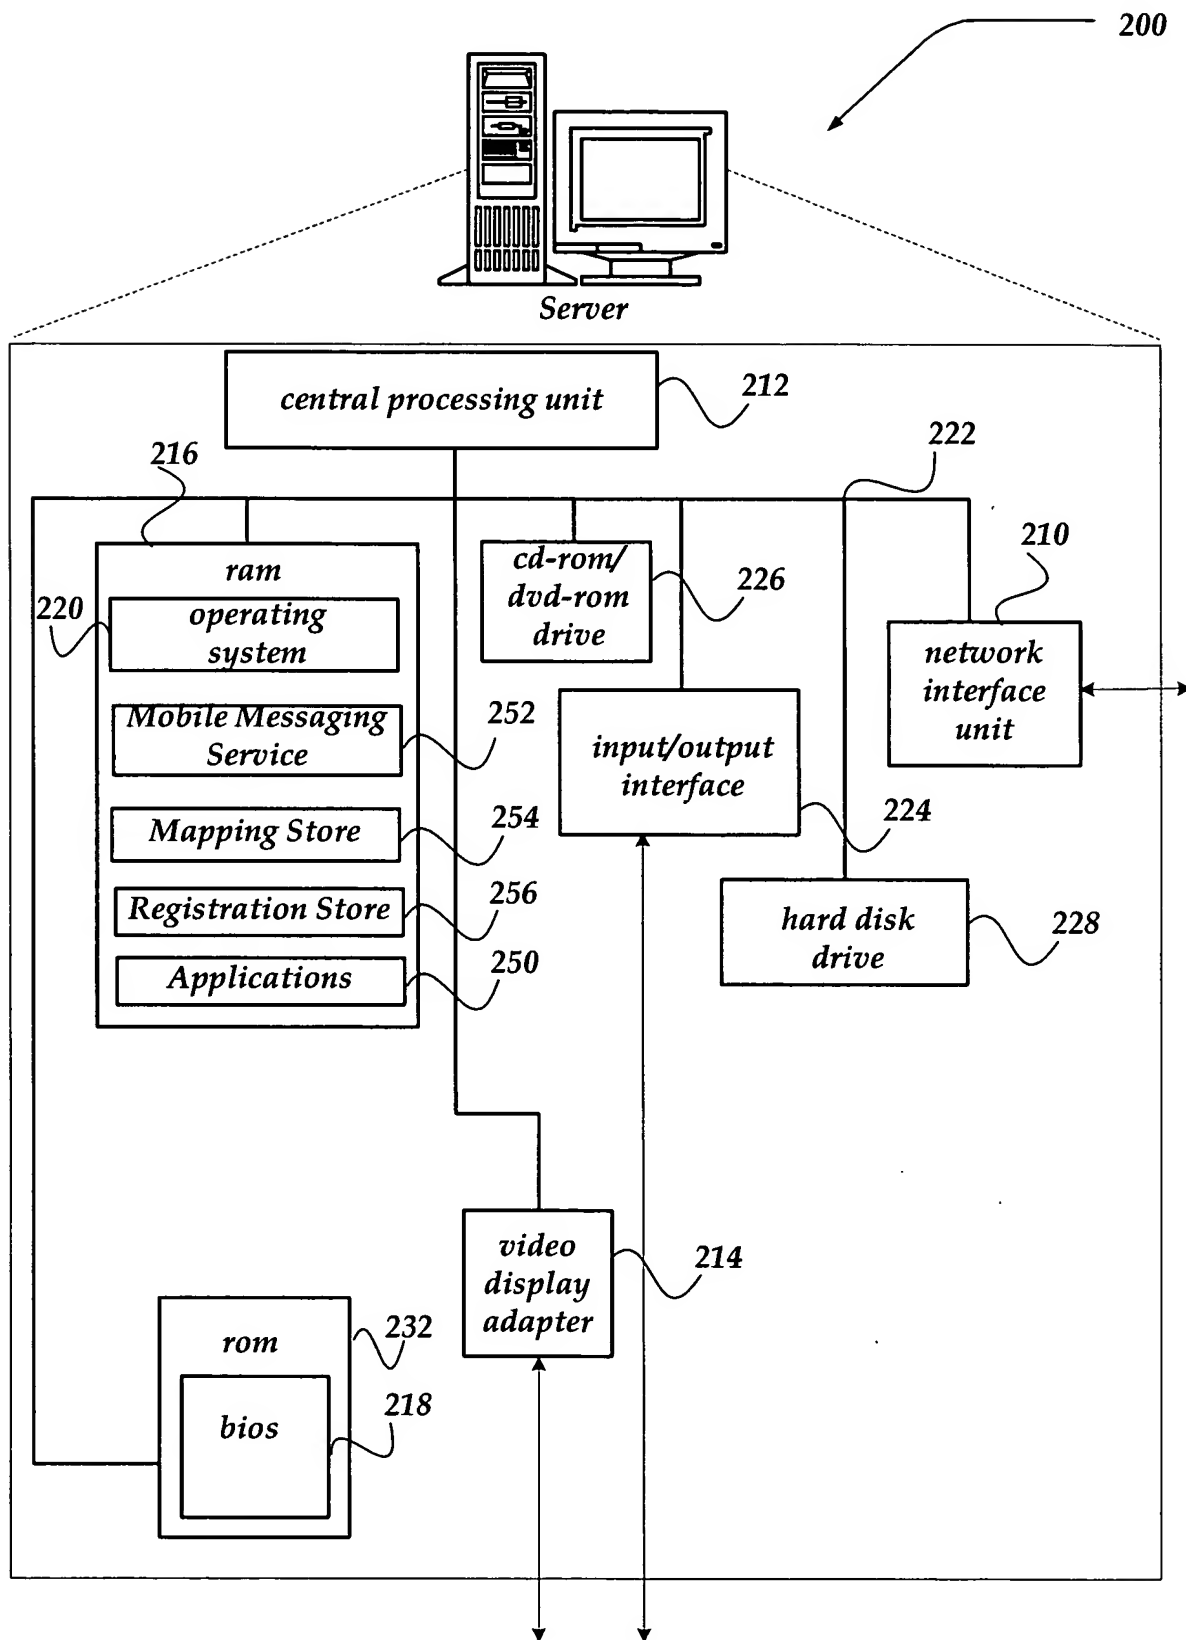 200
Server
central processing unit
212
216
222
ram
cd-rom/
dvd-rom
drive
226
210
220
operating
system
network
interface
unit
Mobile Messaging
Service
252
input/output
interface
224
Mapping Store
254
Registration Store
256
hard disk
drive
228
Applications
250
video
display
adapter
214
rom
232
bios
218